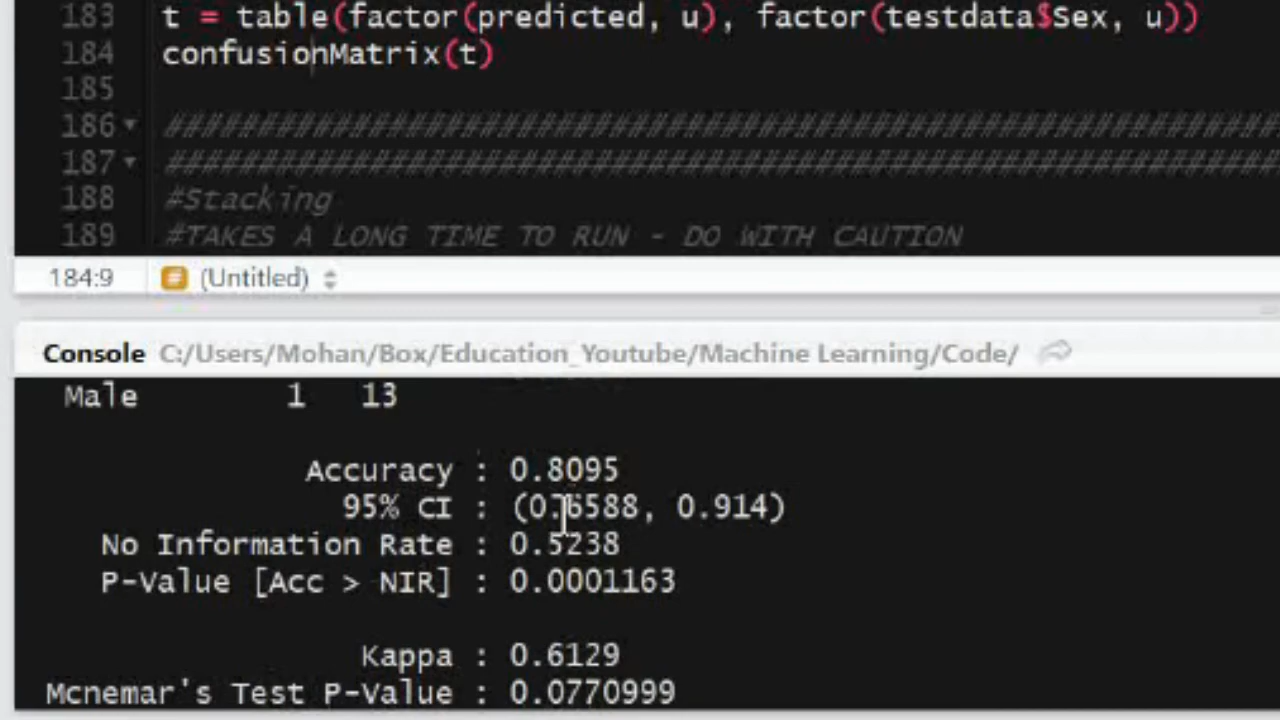 183 t = table(factor(predicted, u), factor(testdata$Sex, u))
184 confusionMatrix(t)
185
186 ############################################################
187 ############################################################
188 #Stacking
189 #TAKES A LONG TIME TO RUN - DO WITH CAUTION
184:9 # (Untitled)
Console C:/Users/Mohan/Box/Education_Youtube/Machine Learning/Code/
Male 1 13
Accuracy : 0.8095
95% CI : (0.6588, 0.914)
No Information Rate : 0.5238
P-Value [Acc > NIR] : 0.0001163
Kappa : 0.6129
Mcnemar's Test P-Value : 0.0770999